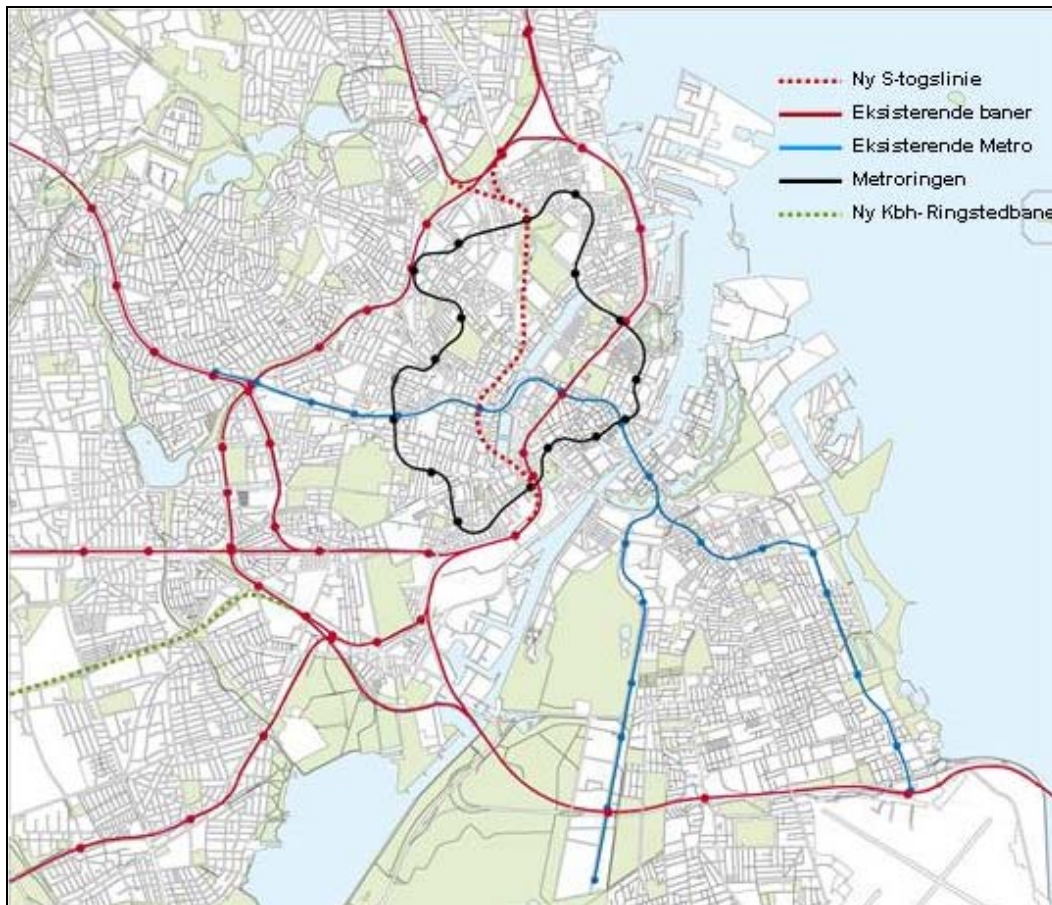 Ny S-togslinie
Eksisterende baner
Eksisterende Metro
Metroringen
Ny Kbh- Ringstedbane